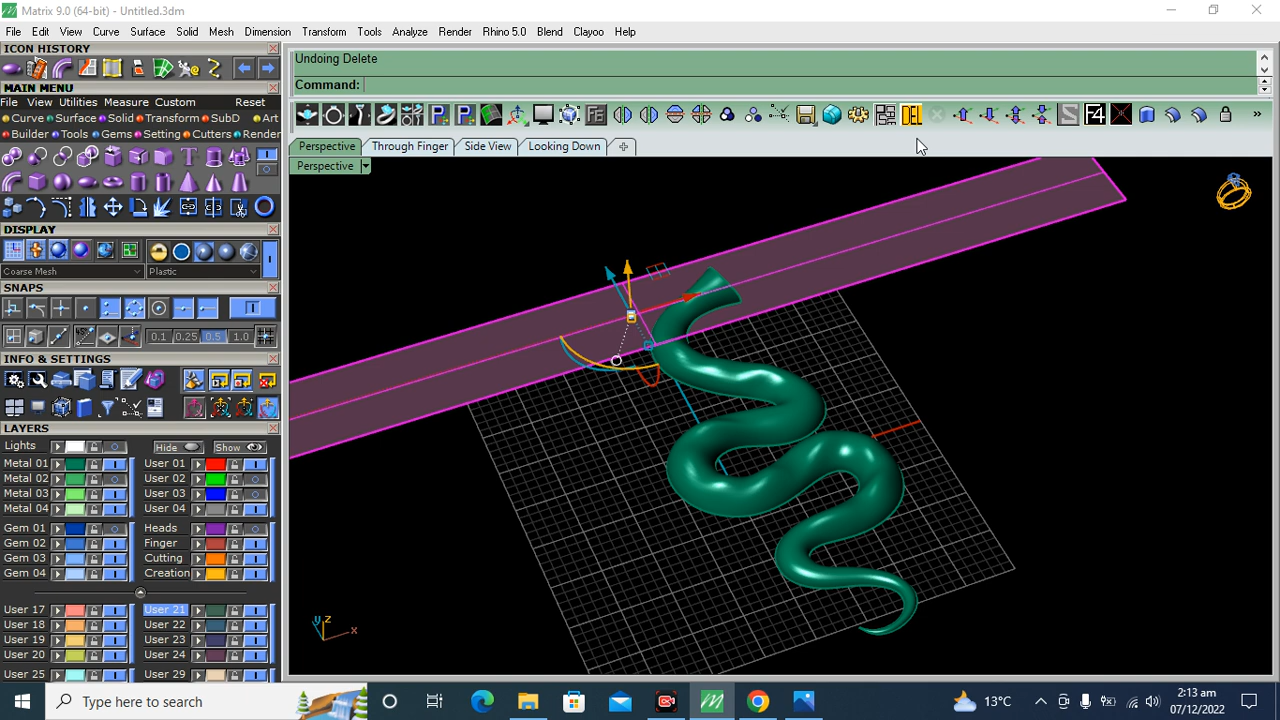 Matrix 9.0 (64-bit) - Untitled.3dm
File Edit View Curve Surface Solid Mesh Dimension Transform Tools Analyze Render Rhino 5.0 Blend Clayoo Help
ICON HISTORY
Undoing Delete
Command:
MAIN MENU
File View Utilities Measure Custom Reset
Curve Surface Solid Transform SubD Art
Builder Tools Gems Setting Cutters Render
FE F4
Perspective Through Finger Side View Looking Down
Perspective
DISPLAY
Coarse Mesh Plastic
SNAPS
0.1 0.25 0.5 1.0
INFO & SETTINGS
LAYERS
Lights Hide Show
Metal 01 User 01
Metal 02 User 02
Metal 03 User 03
Metal 04 User 04
Gem 01 Heads
Gem 02 Finger
Gem 03 Cutting
Gem 04 Creation
User 17 User 21
User 18 User 22
User 19 User 23
User 20 User 24
User 25 User 29
y z
x
Type here to search
13°C
2:13 am
07/12/2022